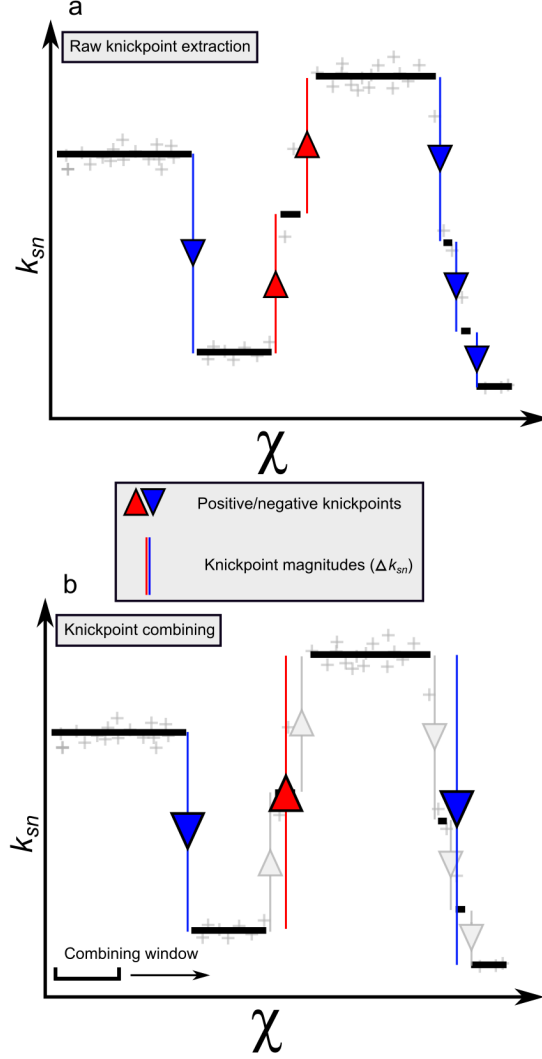 a
Raw knickpoint extraction
ksn
χ
Positive/negative knickpoints
Knickpoint magnitudes (Δksn)
b
Knickpoint combining
ksn
Combining window
χ